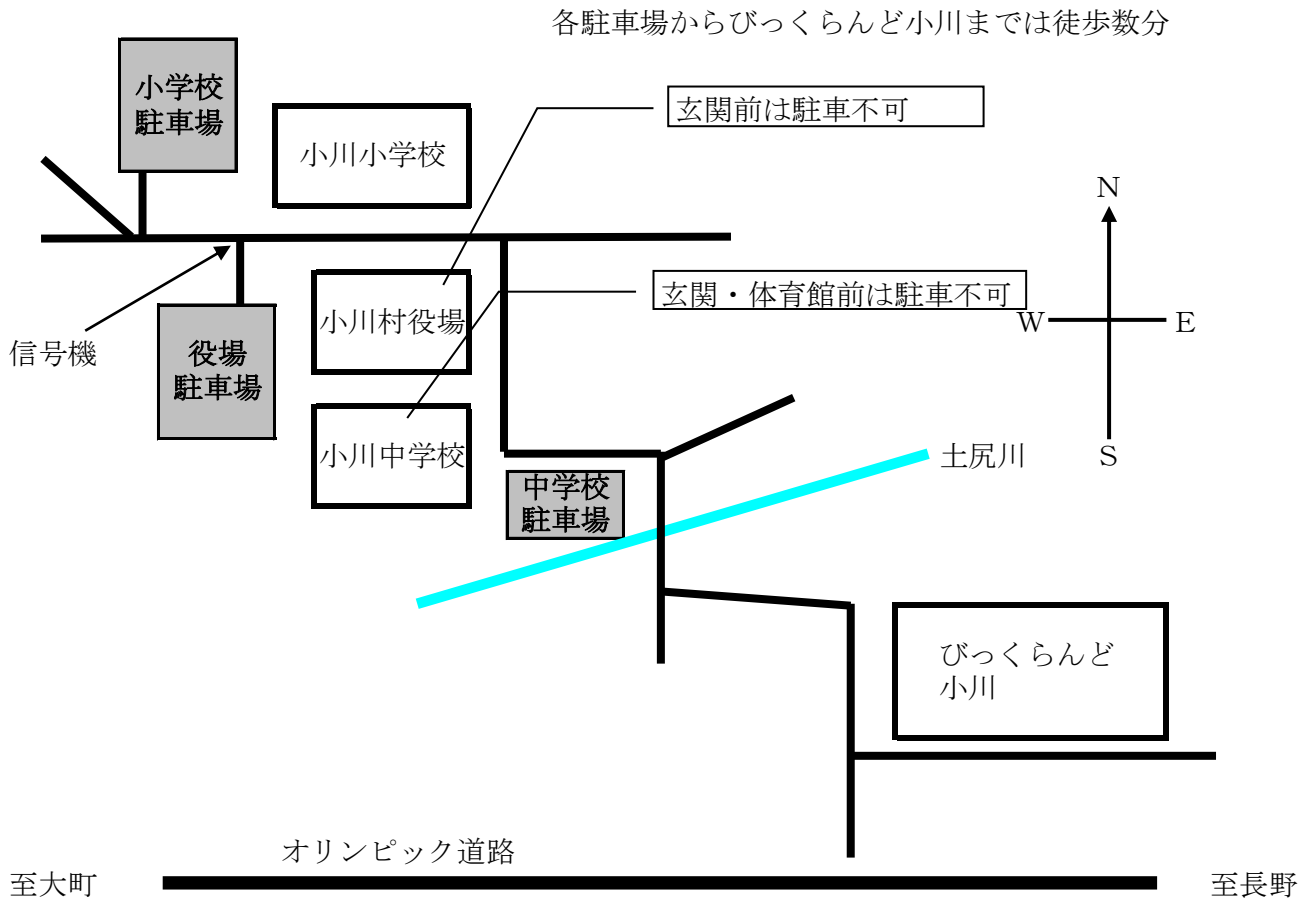 各駐車場からびっくらんど小川までは徒歩数分
小学校
駐車場
玄関前は駐車不可
小川小学校
N
玄関・体育館前は駐車不可
小川村役場
W
E
信号機
役場
駐車場
小川中学校
土尻川
S
中学校
駐車場
びっくらんど
小川
オリンピック道路
至大町
至長野